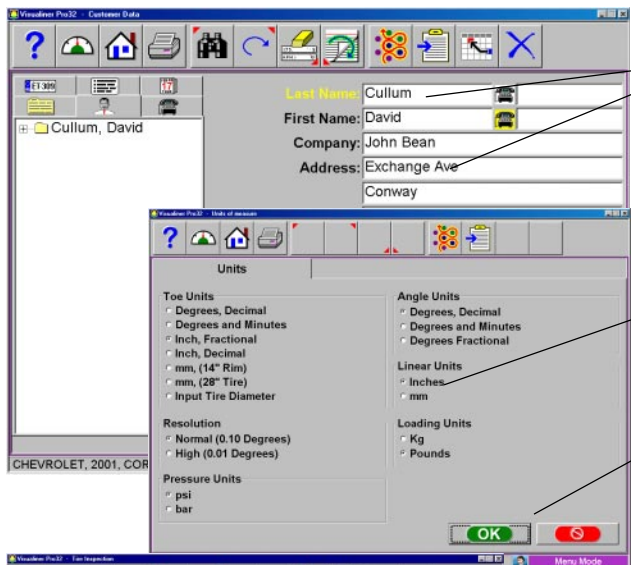 Visualiner Pro32 - Customer Data
ET·309
17
Cullum, David
Last Name: Cullum
First Name: David
Company: John Bean
Address: Exchange Ave
Conway
CHEVROLET, 2001, COR
Visualiner Pro32 - Units of measure
Units
Toe Units
Degrees, Decimal
Degrees and Minutes
Inch, Fractional
Inch, Decimal
mm, (14" Rim)
mm, (28" Tire)
Input Tire Diameter
Resolution
Normal (0.10 Degrees)
High (0.01 Degrees)
Pressure Units
psi
bar
Angle Units
Degrees, Decimal
Degrees and Minutes
Degrees Fractional
Linear Units
Inches
mm
Loading Units
Kg
Pounds
OK
Visualiner Pro32 - Tire Inspection
Menu Mode